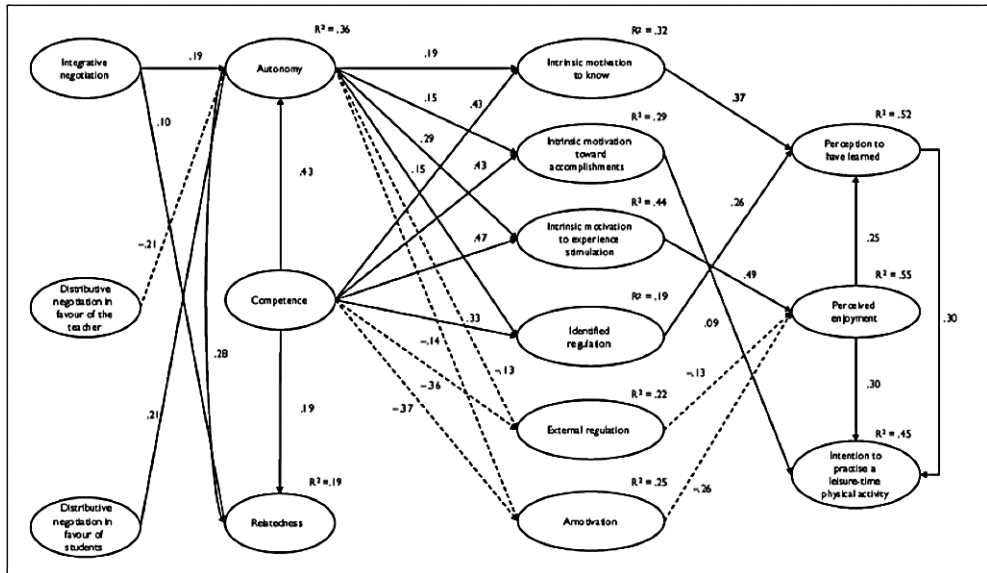 R² = .36
R² = .32
.19
.19
Integrative
negotiation
Autonomy
Intrinsic motivation
to know
.10
.43
.15
.37
R² = .29
R² = .52
.29
Intrinsic motivation
toward
accomplishments
Perception to
have learned
.43
.15
.43
R² = .44
.26
-.21
.47
Intrinsic motivation
to experience
stimulation
.25
.49
R² = .55
Distributive
negotiation in
favour of the
teacher
Competence
R² = .19
Perceived
enjoyment
.33
Identified
regulation
.09
.30
.28
-.14
-.13
-.36
-.13
.30
-.37
R² = .22
.21
.19
External regulation
R² = .45
R² = .19
R² = .25
-.26
Intention to
practise a
leisure-time
physical activity
Distributive
negotiation in
favour of
students
Relatedness
Amotivation